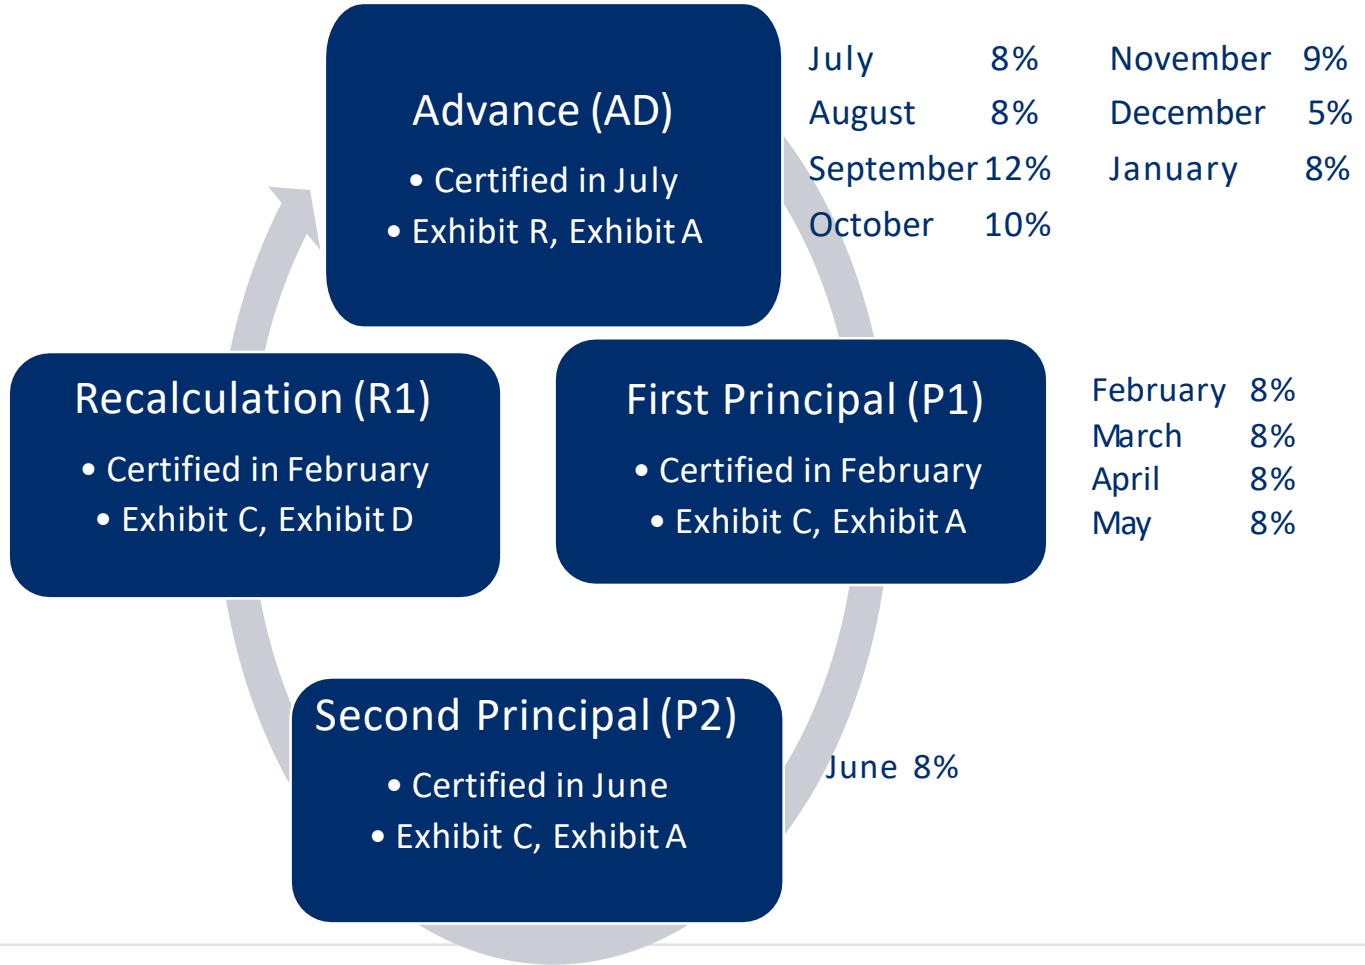 Advance (AD)
• Certified in July
• Exhibit R, Exhibit A
July 8% November 9%
August 8% December 5%
September 12% January 8%
October 10%
Recalculation (R1)
• Certified in February
• Exhibit C, Exhibit D
First Principal (P1)
• Certified in February
• Exhibit C, Exhibit A
February 8%
March 8%
April 8%
May 8%
Second Principal (P2)
• Certified in June
• Exhibit C, Exhibit A
June 8%